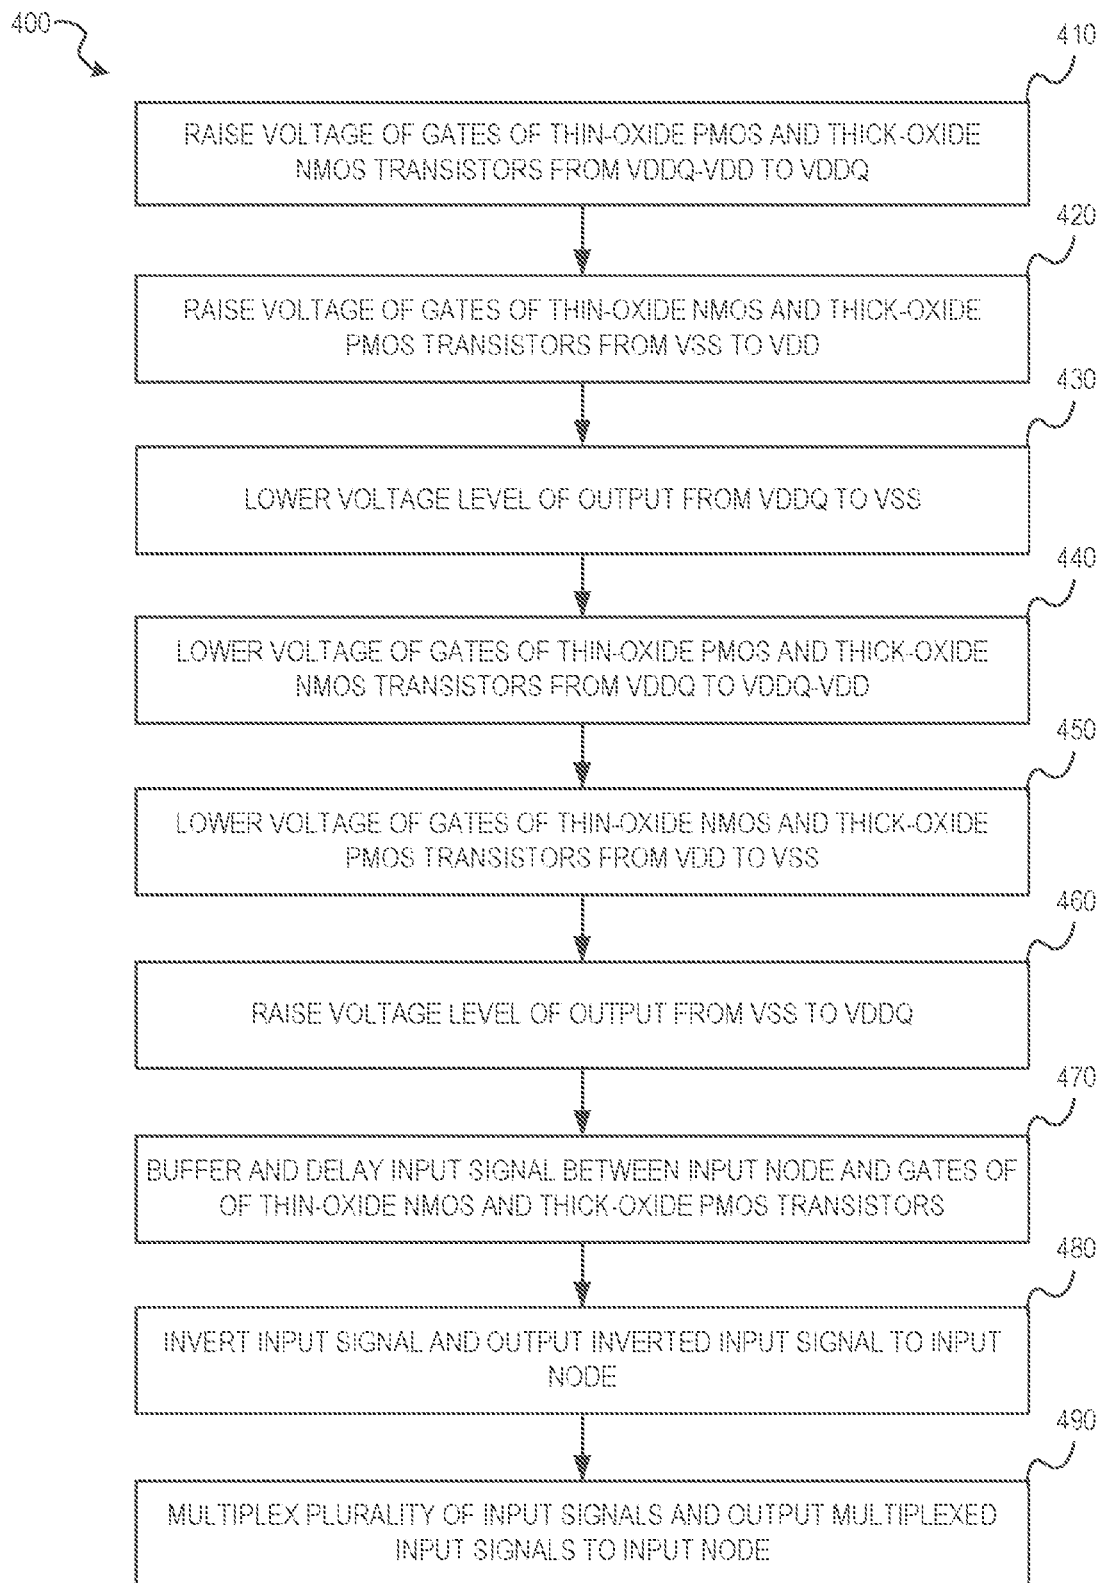 400
410
RAISE VOLTAGE OF GATES OF THIN-OXIDE PMOS AND THICK-OXIDE
NMOS TRANSISTORS FROM VDDQ-VDD TO VDDQ
420
RAISE VOLTAGE OF GATES OF THIN-OXIDE NMOS AND THICK-OXIDE
PMOS TRANSISTORS FROM VSS TO VDD
430
LOWER VOLTAGE LEVEL OF OUTPUT FROM VDDQ TO VSS
440
LOWER VOLTAGE OF GATES OF THIN-OXIDE PMOS AND THICK-OXIDE
NMOS TRANSISTORS FROM VDDQ TO VDDQ-VDD
450
LOWER VOLTAGE OF GATES OF THIN-OXIDE NMOS AND THICK-OXIDE
PMOS TRANSISTORS FROM VDD TO VSS
460
RAISE VOLTAGE LEVEL OF OUTPUT FROM VSS TO VDDQ
470
BUFFER AND DELAY INPUT SIGNAL BETWEEN INPUT NODE AND GATES OF
OF THIN-OXIDE NMOS AND THICK-OXIDE PMOS TRANSISTORS
480
INVERT INPUT SIGNAL AND OUTPUT INVERTED INPUT SIGNAL TO INPUT
NODE
490
MULTIPLEX PLURALITY OF INPUT SIGNALS AND OUTPUT MULTIPLEXED
INPUT SIGNALS TO INPUT NODE